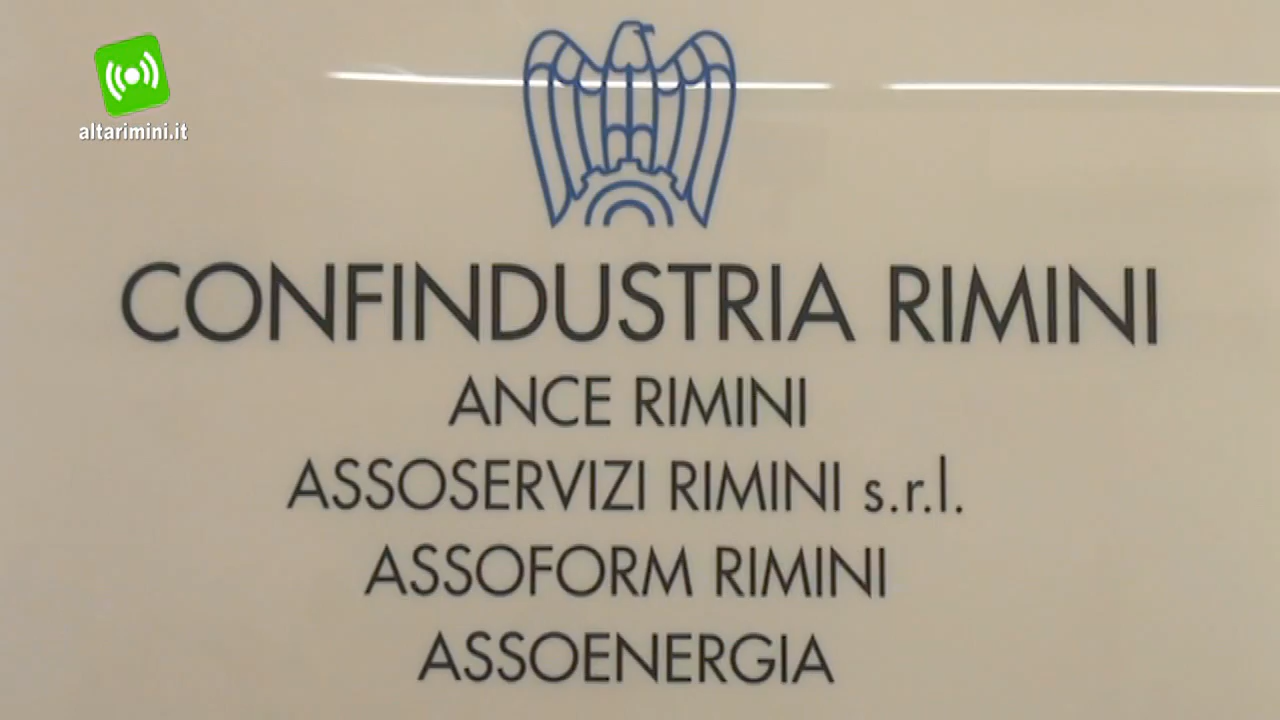 altarimini.it
CONFINDUSTRIA RIMINI
ANCE RIMINI
ASSOSERVIZI RIMINI s.r.l.
ASSOFORM RIMINI
ASSOENERGIA